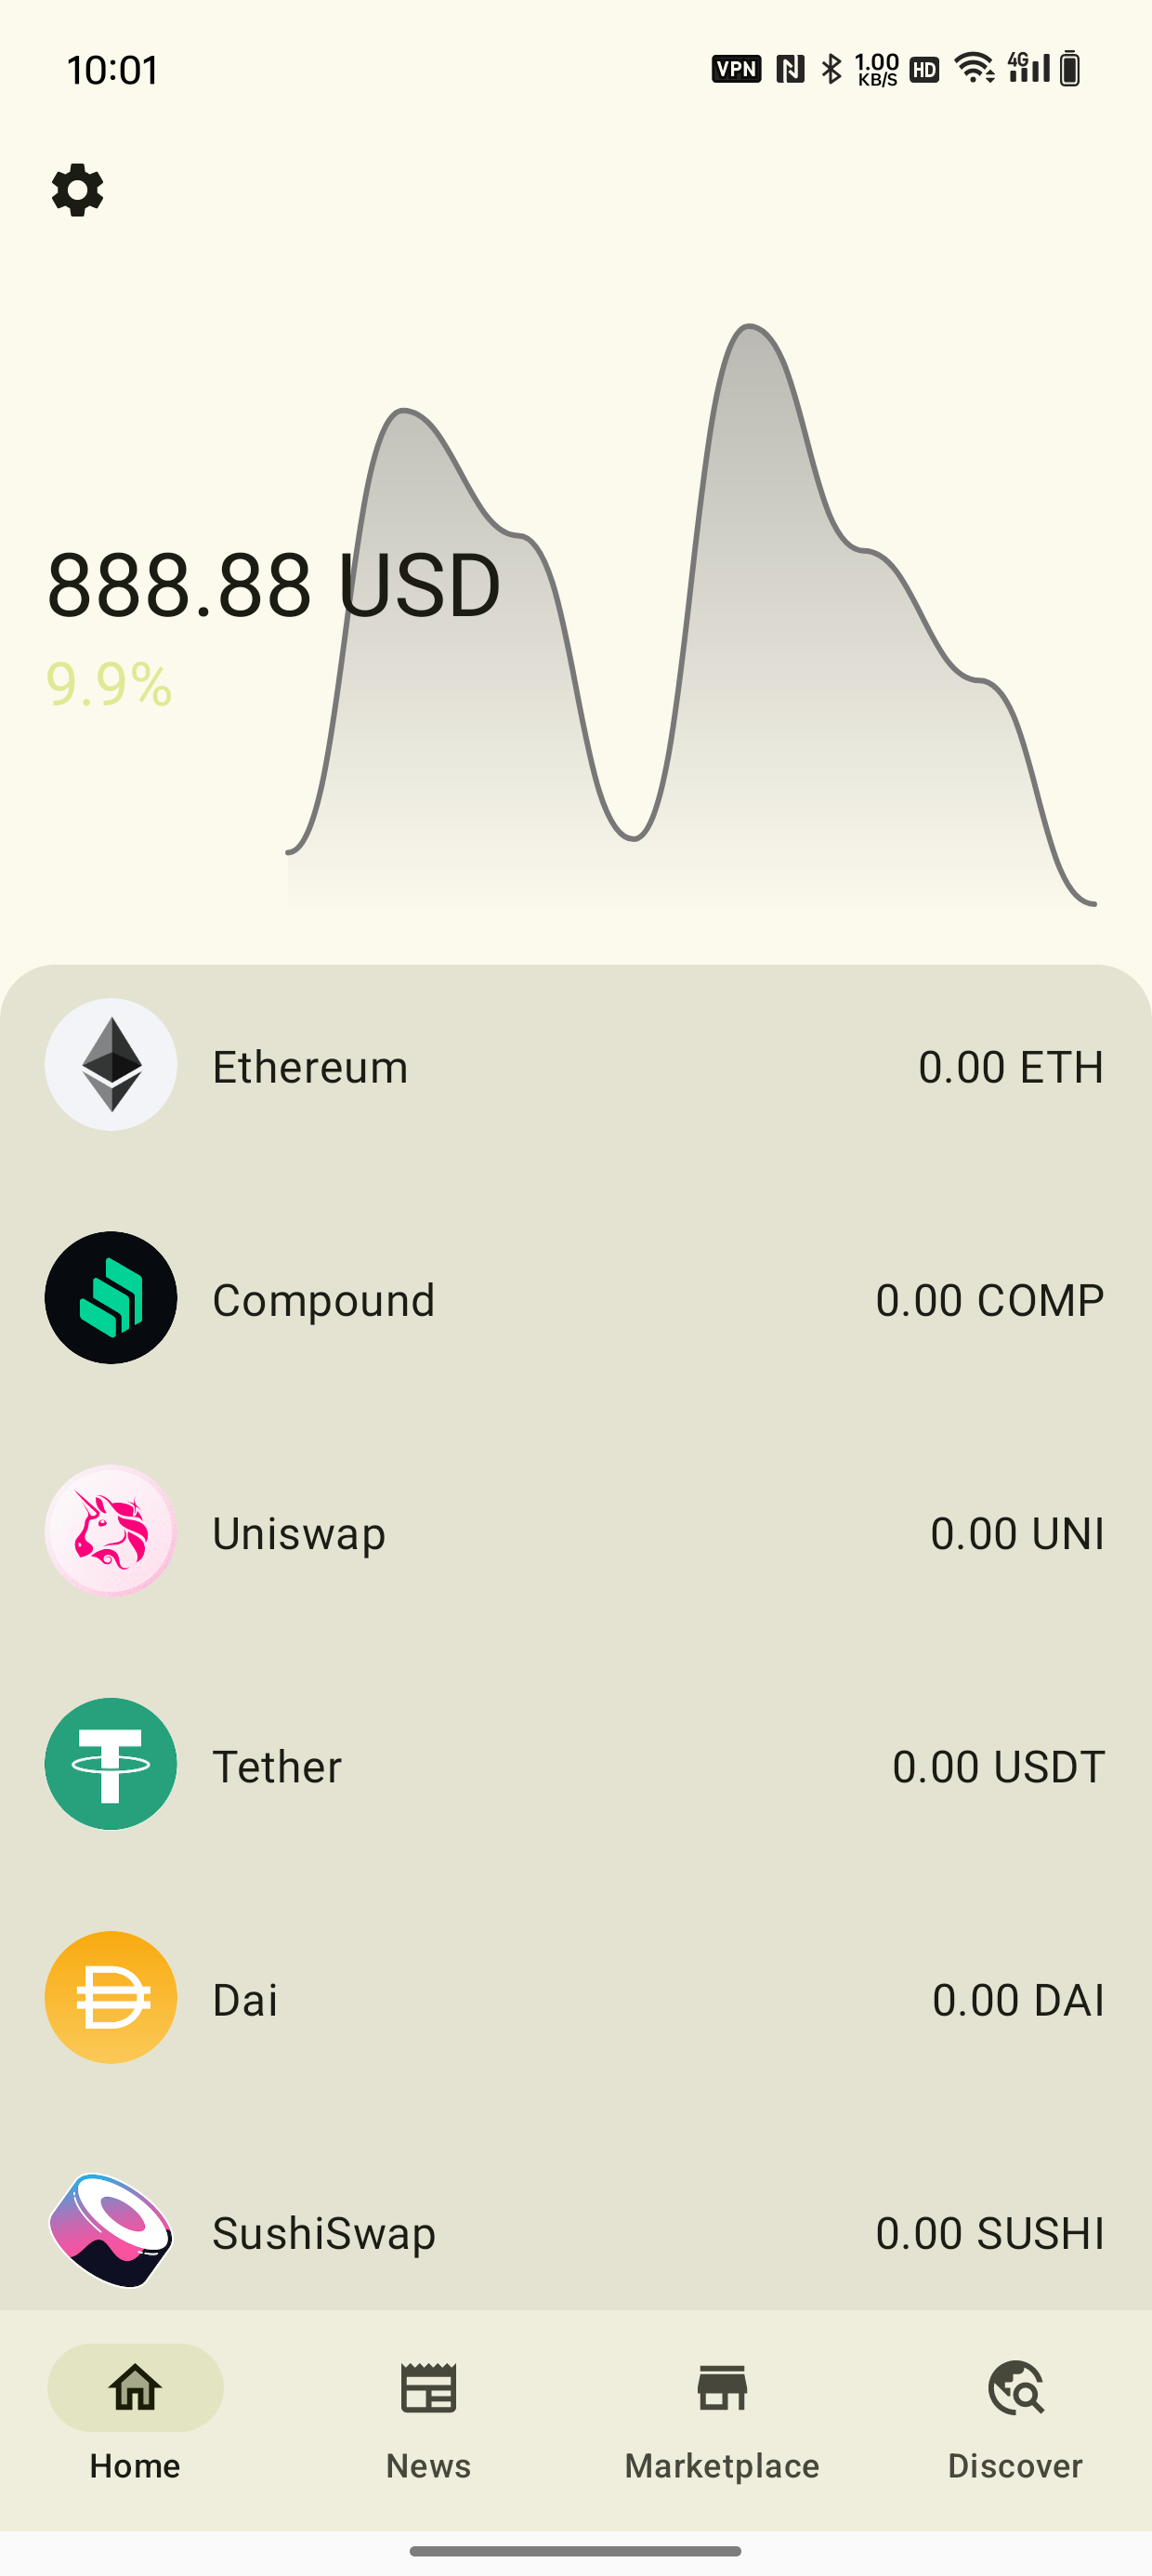 10:01
VPN
1.00
KB/S
HD
4G
888.88 USD
9.9%
Ethereum 0.00 ETH
Compound 0.00 COMP
Uniswap 0.00 UNI
Tether 0.00 USDT
Dai 0.00 DAI
SushiSwap 0.00 SUSHI
Home News Marketplace Discover